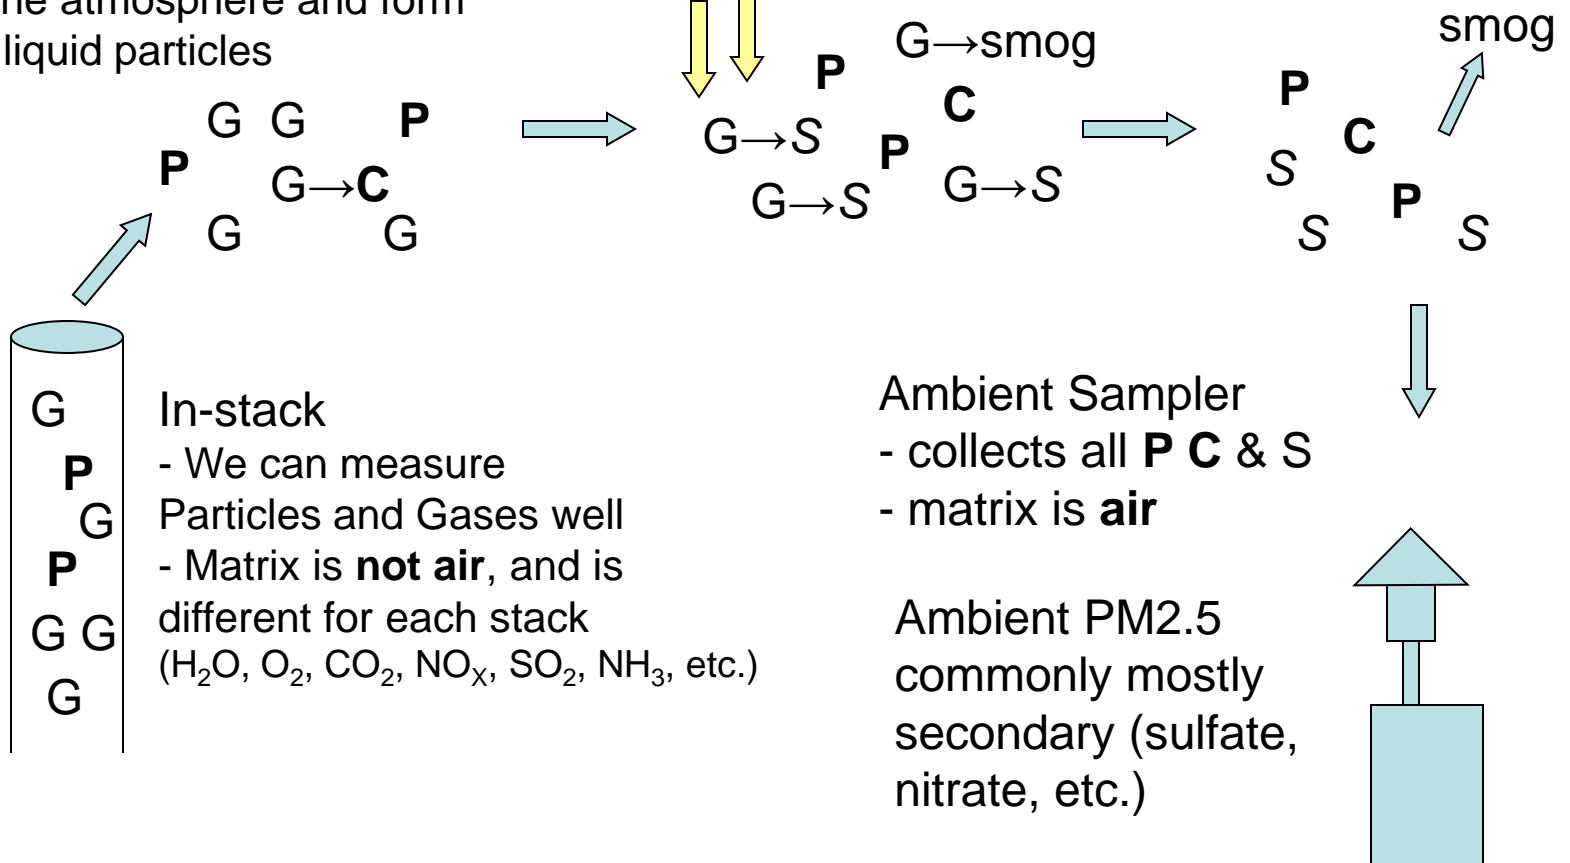 he atmosphere and form
liquid particles
smog
G→smog
P
C
P
G G P
G→S
P
C
P
G→C
G→S
G→S
S
P
G G
S S
G
P
G
P
G G
G
In-stack
- We can measure
Particles and Gases well
- Matrix is not air, and is
different for each stack
(H₂O, O₂, CO₂, NOₓ, SO₂, NH₃, etc.)
Ambient Sampler
- collects all P C & S
- matrix is air
Ambient PM2.5
commonly mostly
secondary (sulfate,
nitrate, etc.)